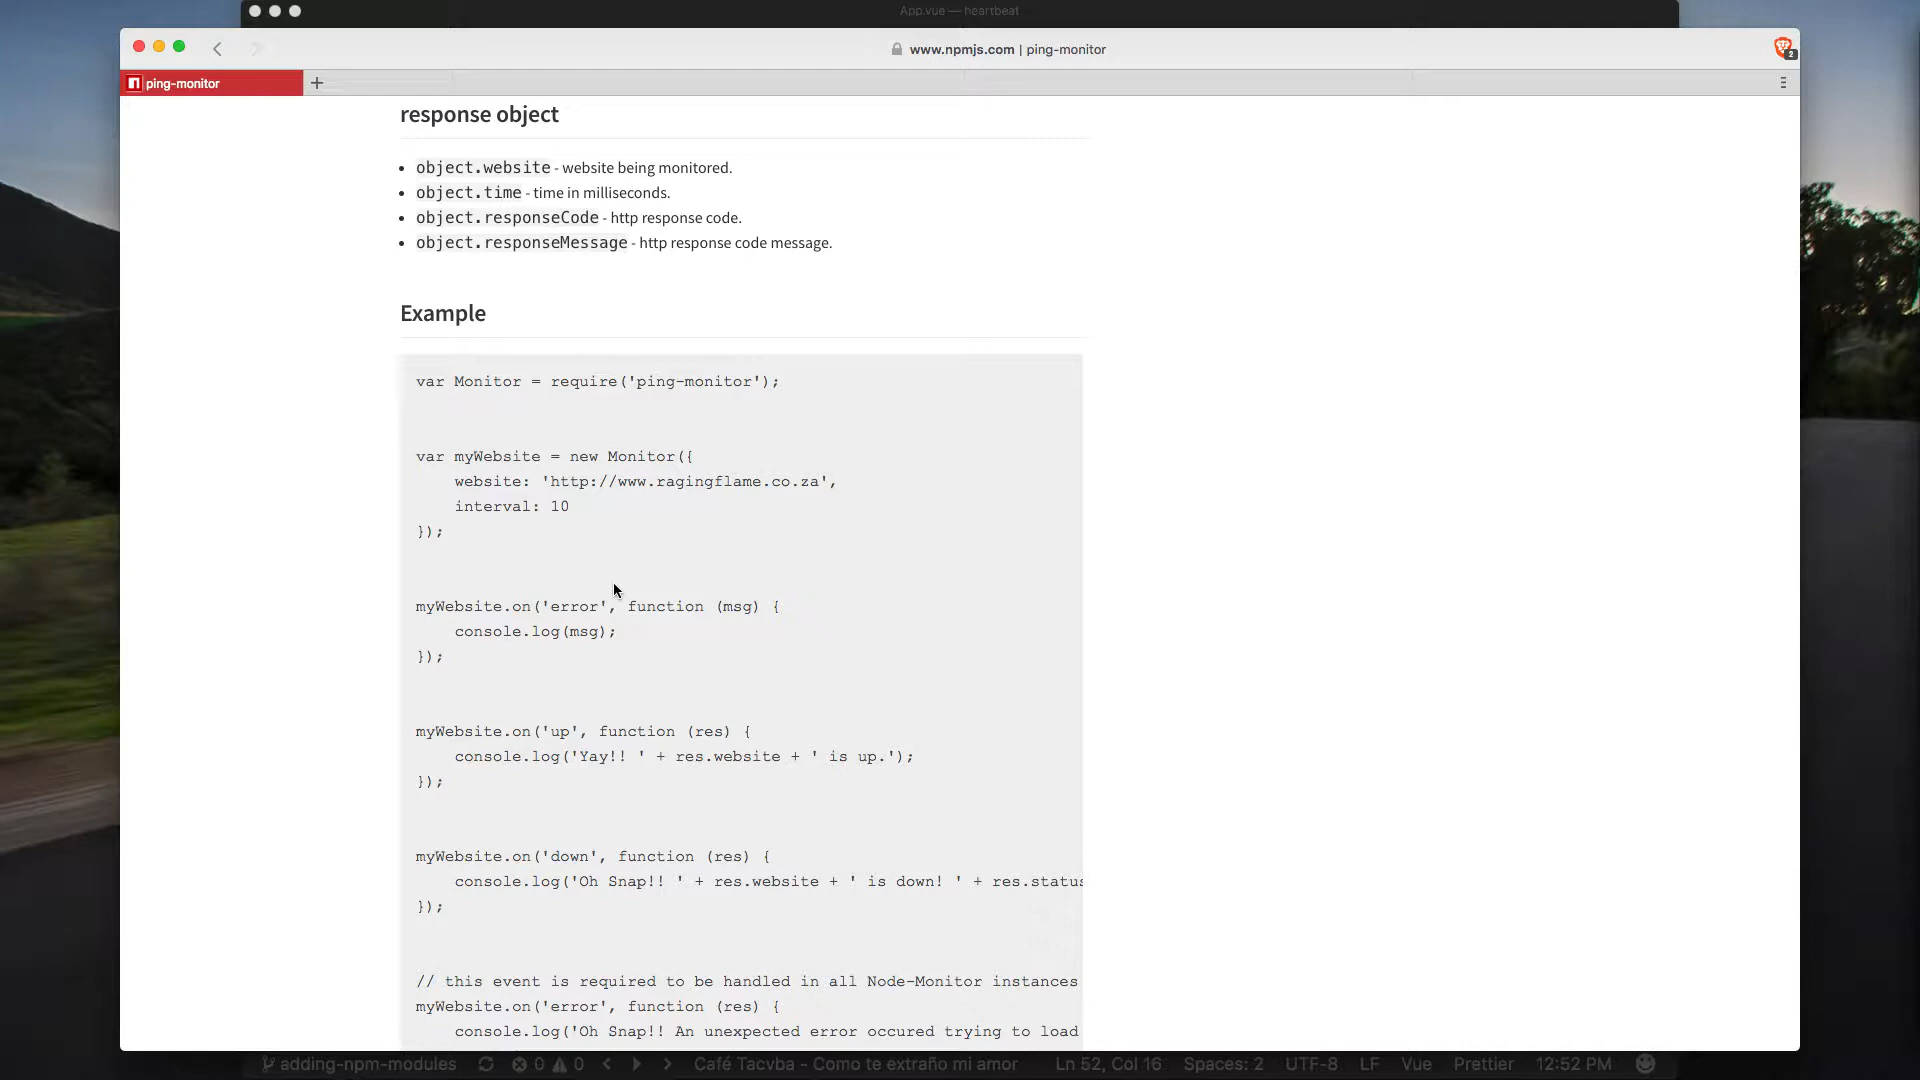 App.vue — heartbeat
www.npmjs.com | ping-monitor
2
ping-monitor
response object
object.website - website being monitored.
object.time - time in milliseconds.
object.responseCode - http response code.
object.responseMessage - http response code message.
Example
var Monitor = require('ping-monitor');
var myWebsite = new Monitor({
    website: 'http://www.ragingflame.co.za',
    interval: 10
});
myWebsite.on('error', function (msg) {
    console.log(msg);
});
myWebsite.on('up', function (res) {
    console.log('Yay!! ' + res.website + ' is up.');
});
myWebsite.on('down', function (res) {
    console.log('Oh Snap!! ' + res.website + ' is down! ' + res.status
});
// this event is required to be handled in all Node-Monitor instances
myWebsite.on('error', function (res) {
    console.log('Oh Snap!! An unexpected error occured trying to load
adding-npm-modules 0 0 Café Tacvba - Como te extraño mi amor Ln 52, Col 16 Spaces: 2 UTF-8 LF Vue Prettier 12:52 PM